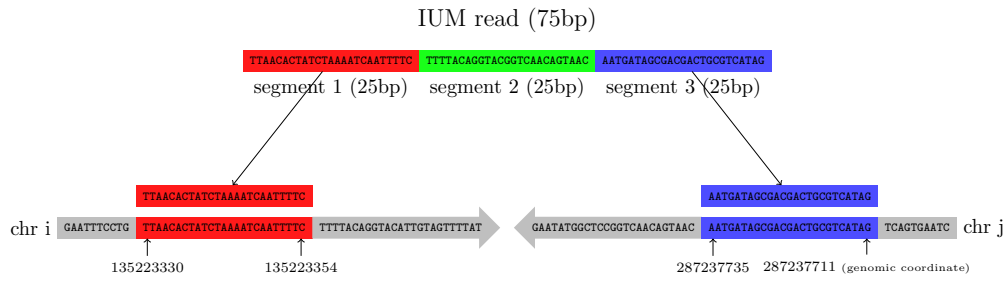 IUM read (75bp)
TTAACACTATCTAAAATCAATTTTC TTTTACAGGTACGGTCAACAGTAAC AATGATAGCGACGACTGCGTCATAG
segment 1 (25bp) segment 2 (25bp) segment 3 (25bp)
TTAACACTATCTAAAATCAATTTTC AATGATAGCGACGACTGCGTCATAG
chr i GAATTTCCTG TTAACACTATCTAAAATCAATTTTC TTTTACAGGTACATTGTAGTTTTAT GAATATGGCTCCGGTCAACAGTAAC AATGATAGCGACGACTGCGTCATAG TCAGTGAATC chr j
135223330 135223354 287237735 287237711 (genomic coordinate)